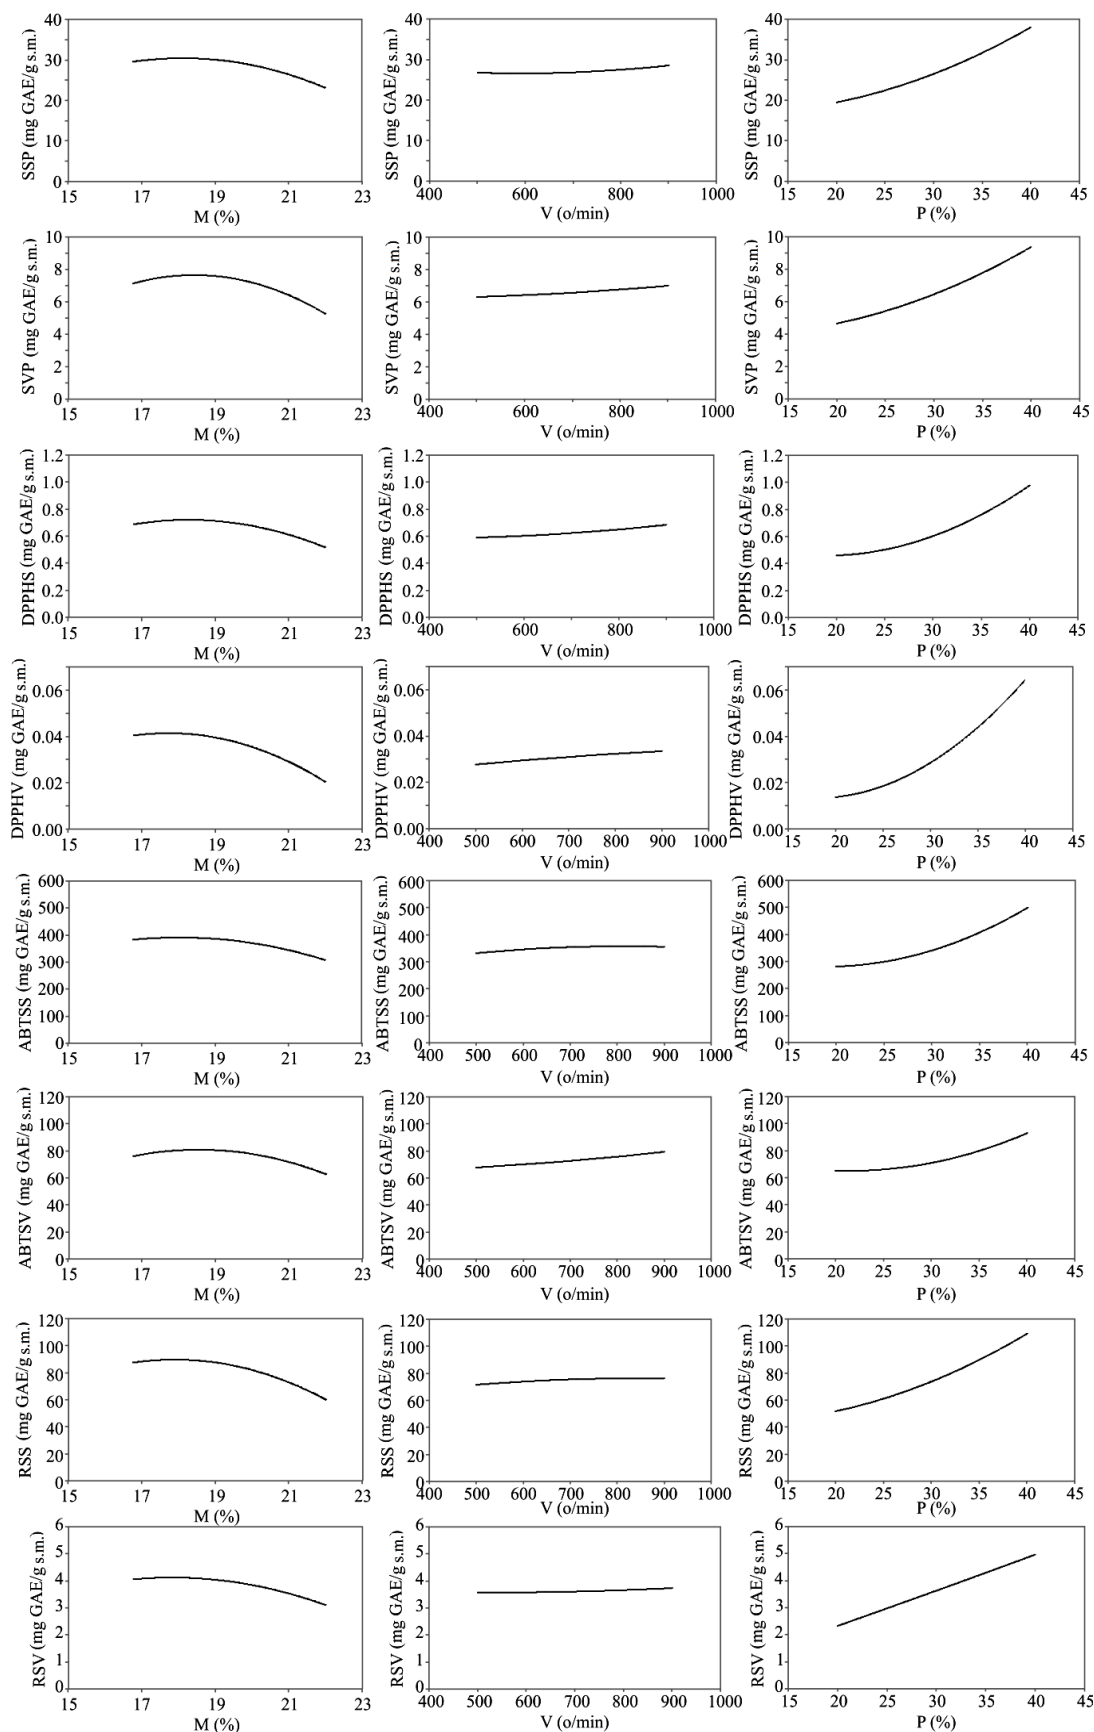 SSP (mg GAE/g s.m.)
40
30
20
10
0
15 17 19 21 23
M (%)
SSP (mg GAE/g s.m.)
40
30
20
10
0
400 600 800 1000
V (o/min)
SSP (mg GAE/g s.m.)
40
30
20
10
0
15 20 25 30 35 40 45
P (%)
SVP (mg GAE/g s.m.)
10
8
6
4
2
0
15 17 19 21 23
M (%)
SVP (mg GAE/g s.m.)
10
8
6
4
2
0
400 600 800 1000
V (o/min)
SVP (mg GAE/g s.m.)
10
8
6
4
2
0
15 20 25 30 35 40 45
P (%)
DPPHS (mg GAE/g s.m.)
1.2
1.0
0.8
0.6
0.4
0.2
0.0
15 17 19 21 23
M (%)
DPPHS (mg GAE/g s.m.)
1.2
1.0
0.8
0.6
0.4
0.2
0.0
400 600 800 1000
V (o/min)
DPPHS (mg GAE/g s.m.)
1.2
1.0
0.8
0.6
0.4
0.2
0.0
15 20 25 30 35 40 45
P (%)
DPPHV (mg GAE/g s.m.)
0.06
0.04
0.02
0.00
15 17 19 21 23
M (%)
DPPHV (mg GAE/g s.m.)
0.06
0.04
0.02
0.00
400 500 600 700 800 900 1000
V (o/min)
DPPHV (mg GAE/g s.m.)
0.06
0.04
0.02
0.00
15 20 25 30 35 40 45
P (%)
ABTSS (mg GAE/g s.m.)
600
500
400
300
200
100
0
15 17 19 21 23
M (%)
ABTSS (mg GAE/g s.m.)
600
500
400
300
200
100
0
400 500 600 700 800 900 1000
V (o/min)
ABTSS (mg GAE/g s.m.)
600
500
400
300
200
100
0
15 20 25 30 35 40 45
P (%)
ABTSV (mg GAE/g s.m.)
120
100
80
60
40
20
0
15 17 19 21 23
M (%)
ABTSV (mg GAE/g s.m.)
120
100
80
60
40
20
0
400 500 600 700 800 900 1000
V (o/min)
ABTSV (mg GAE/g s.m.)
120
100
80
60
40
20
0
15 20 25 30 35 40 45
P (%)
RSS (mg GAE/g s.m.)
120
100
80
60
40
20
0
15 17 19 21 23
M (%)
RSS (mg GAE/g s.m.)
120
100
80
60
40
20
0
400 500 600 700 800 900 1000
V (o/min)
RSS (mg GAE/g s.m.)
120
100
80
60
40
20
0
15 20 25 30 35 40 45
P (%)
RSV (mg GAE/g s.m.)
6
5
4
3
2
1
0
15 17 19 21 23
M (%)
RSV (mg GAE/g s.m.)
6
5
4
3
2
1
0
400 500 600 700 800 900 1000
V (o/min)
RSV (mg GAE/g s.m.)
6
5
4
3
2
1
0
15 20 25 30 35 40 45
P (%)